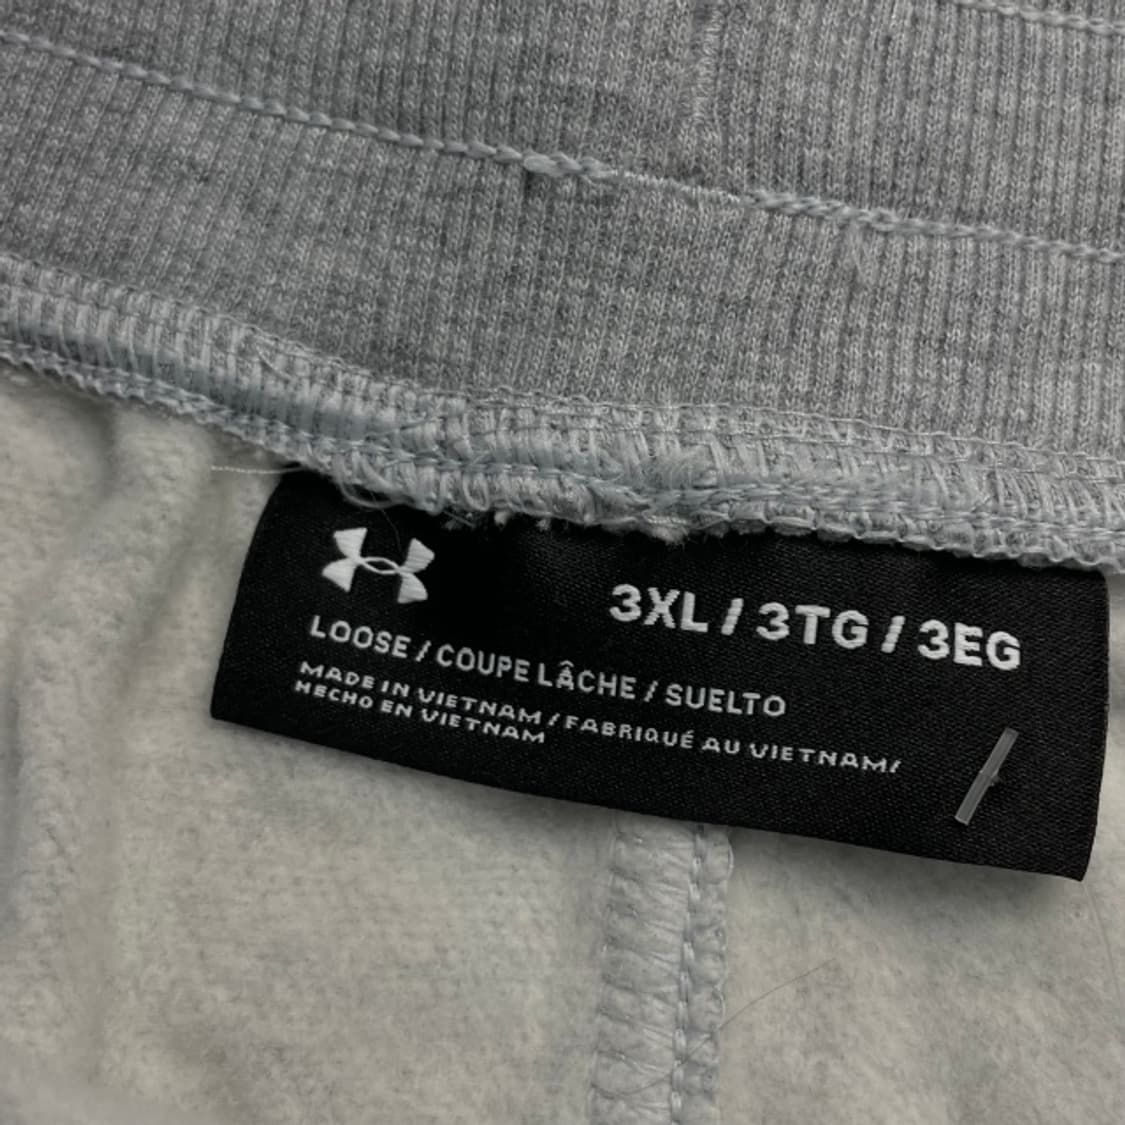 3XL / 3TG / 3EG
LOOSE / COUPE LÂCHE / SUELTO
MADE IN VIETNAM / FABRIQUÉ AU VIETNAM/
HECHO EN VIETNAM